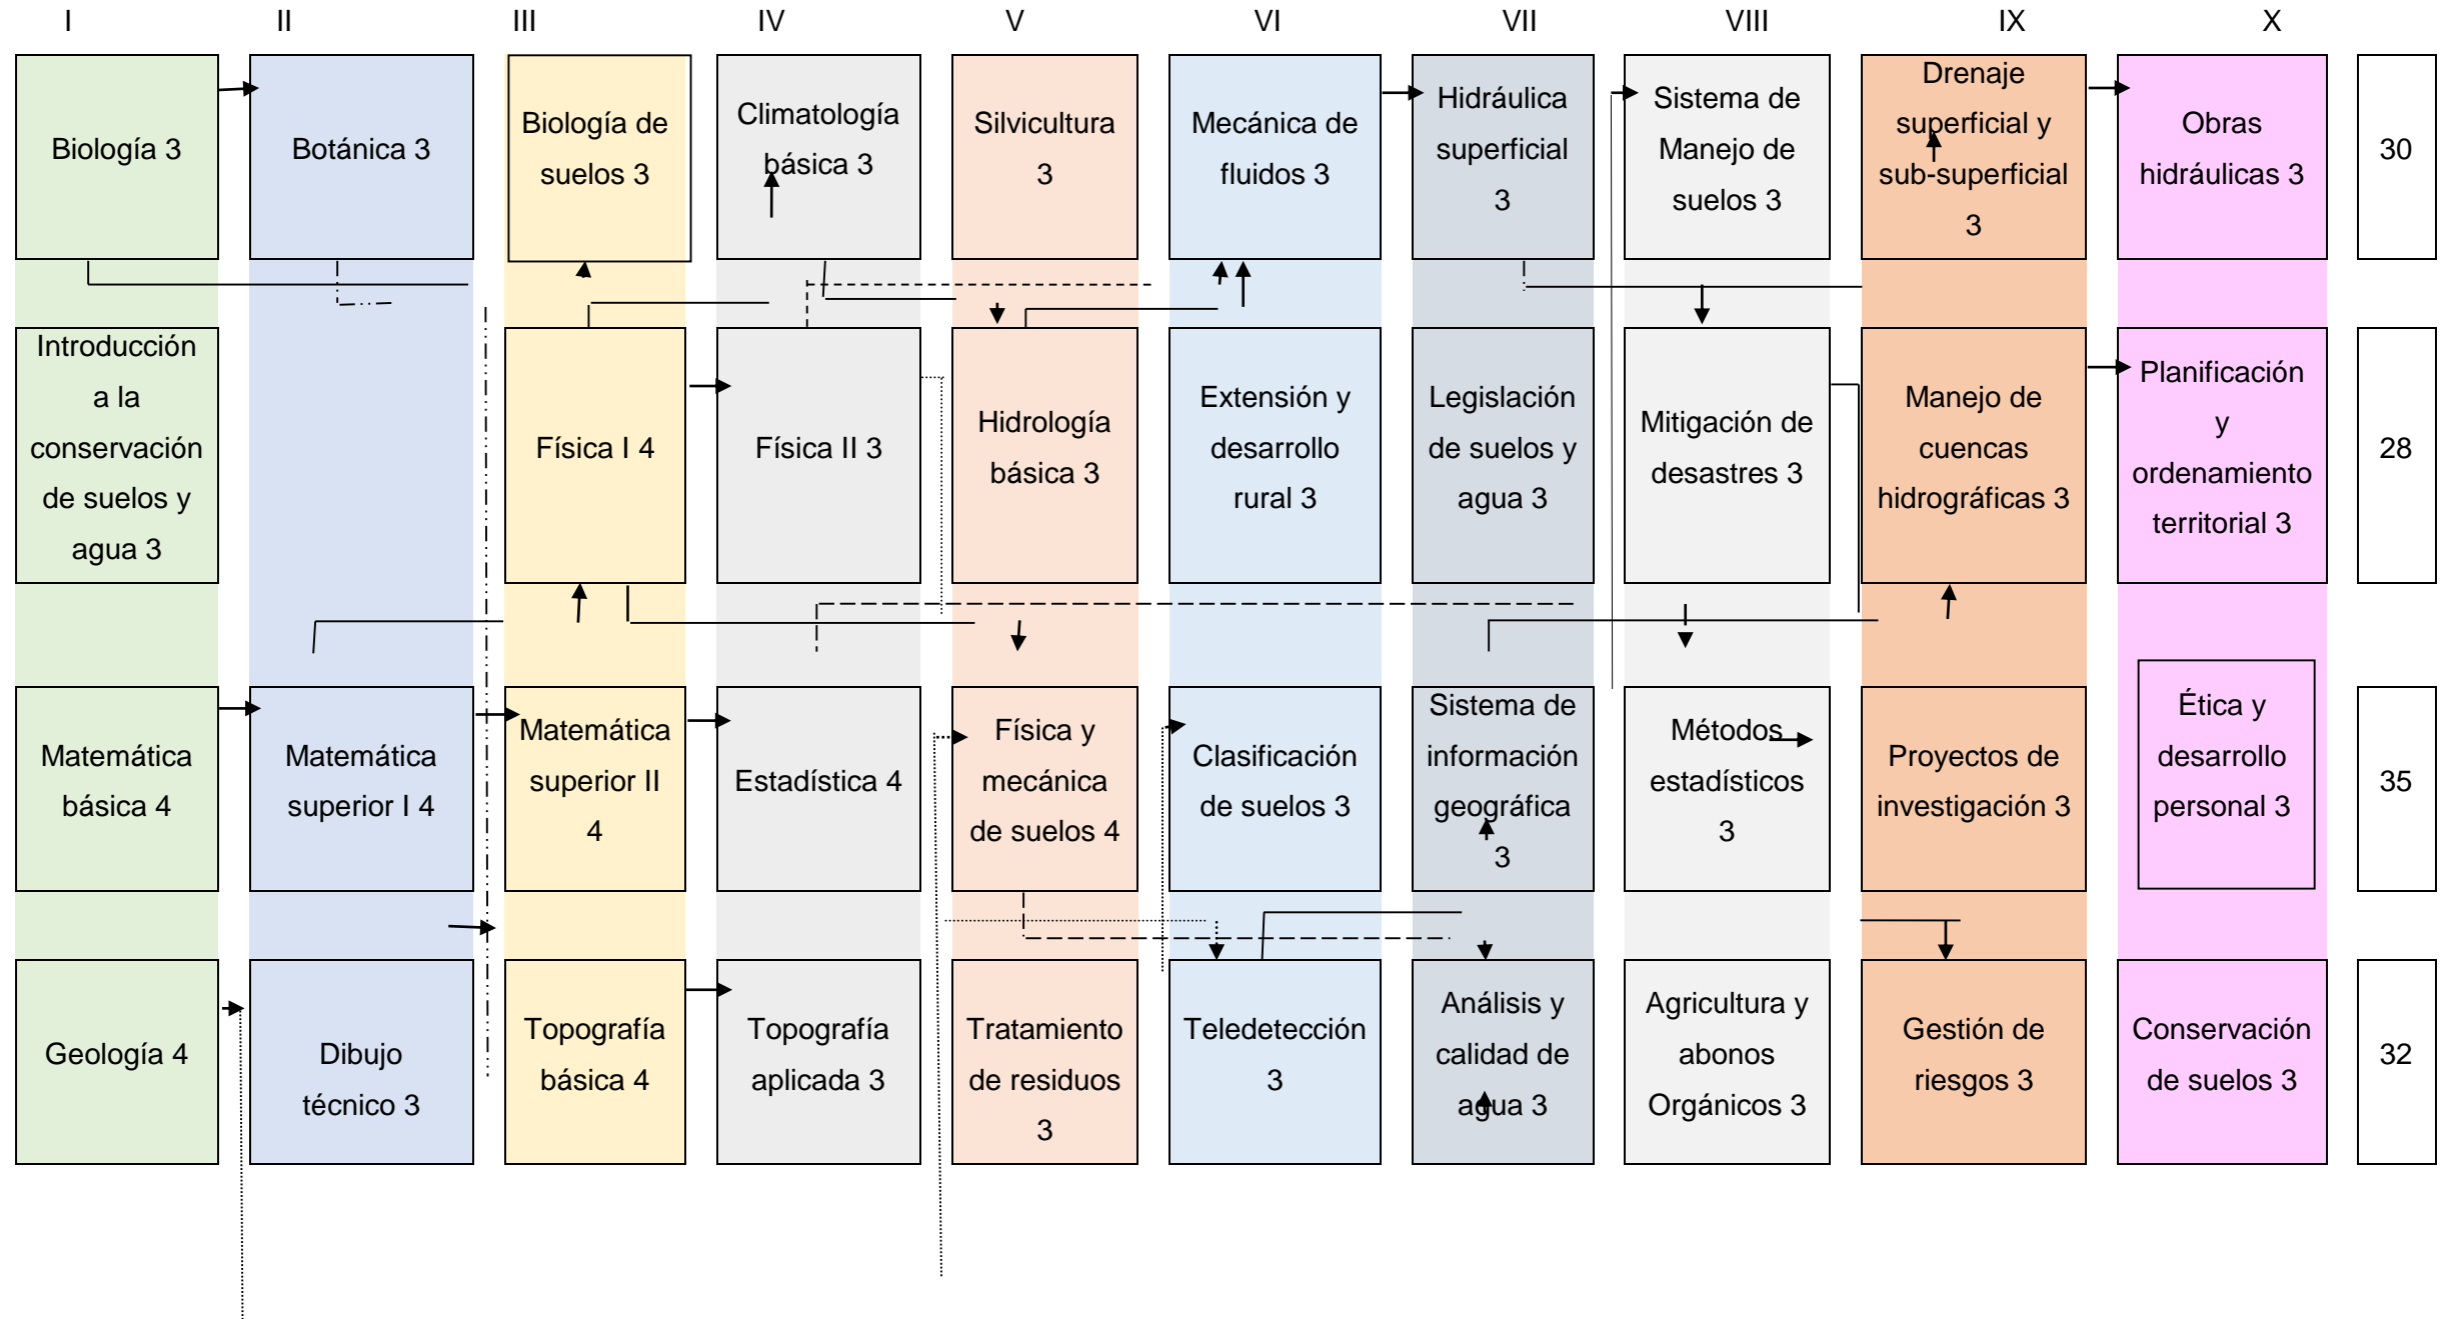 I II III IV V VI VII VIII IX X
Biología 3
Botánica 3
Biología de
suelos 3
Climatología
básica 3
Silvicultura
3
Mecánica de
fluidos 3
Hidráulica
superficial
3
Sistema de
Manejo de
suelos 3
Drenaje
superficial y
sub-superficial
3
Obras
hidráulicas 3
30
Introducción
a la
conservación
de suelos y
agua 3
Física I 4
Física II 3
Hidrología
básica 3
Extensión y
desarrollo
rural 3
Legislación
de suelos y
agua 3
Mitigación de
desastres 3
Manejo de
cuencas
hidrográficas 3
Planificación
y
ordenamiento
territorial 3
28
Matemática
básica 4
Matemática
superior I 4
Matemática
superior II
4
Estadística 4
Física y
mecánica
de suelos 4
Clasificación
de suelos 3
Sistema de
información
geográfica
3
Métodos
estadísticos
3
Proyectos de
investigación 3
Ética y
desarrollo
personal 3
35
Geología 4
Dibujo
técnico 3
Topografía
básica 4
Topografía
aplicada 3
Tratamiento
de residuos
3
Teledetección
3
Análisis y
calidad de
agua 3
Agricultura y
abonos
Orgánicos 3
Gestión de
riesgos 3
Conservación
de suelos 3
32